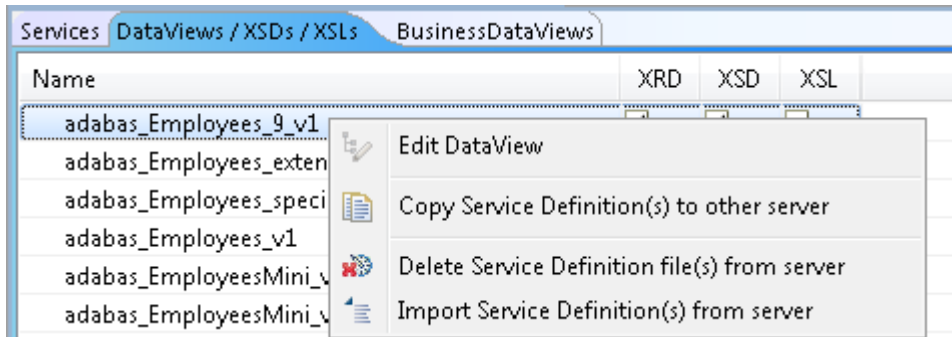 Services DataViews / XSDs / XSLs BusinessDataViews
Name XRD XSD XSL
adabas_Employees_9_v1
Edit DataView
adabas_Employees_exten
adabas_Employees_speci
Copy Service Definition(s) to other server
adabas_Employees_v1
adabas_EmployeesMini_v
Delete Service Definition file(s) from server
adabas_EmployeesMini_v
Import Service Definition(s) from server